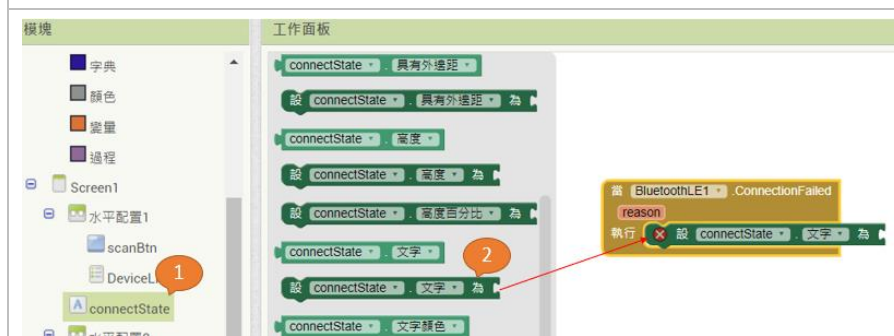 模塊
字典
顏色
變量
過程
Screen1
水平配置1
scanBtn
DeviceLi
1
connectState
水平配置2
工作面板
connectState . 具有外邊距
設 connectState . 具有外邊距 為
connectState . 高度
設 connectState . 高度 為
設 connectState . 高度百分比 為
connectState . 文字
2
設 connectState . 文字 為
connectState . 文字顏色
當 BluetoothLE1 .ConnectionFailed
reason
執行 設 connectState . 文字 為